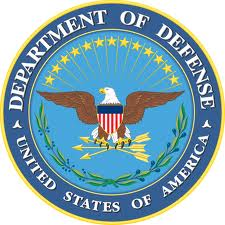 DEPARTMENT OF DEFENSE
UNITED STATES OF AMERICA